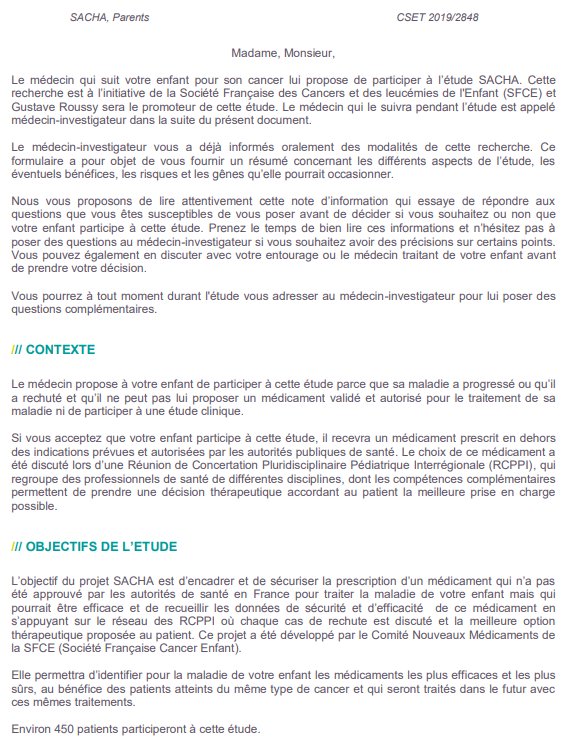 SACHA, Parents CSET 2019/2848
Madame, Monsieur,
Le médecin qui suit votre enfant pour son cancer lui propose de participer à l'étude SACHA. Cette
recherche est à l'initiative de la Société Française des Cancers et des leucémies de l'Enfant (SFCE) et
Gustave Roussy sera le promoteur de cette étude. Le médecin qui le suivra pendant l'étude est appelé
médecin-investigateur dans la suite du présent document.
Le médecin-investigateur vous a déjà informés oralement des modalités de cette recherche. Ce
formulaire a pour objet de vous fournir un résumé concernant les différents aspects de l'étude, les
éventuels bénéfices, les risques et les gênes qu'elle pourrait occasionner.
Nous vous proposons de lire attentivement cette note d'information qui essaye de répondre aux
questions que vous êtes susceptibles de vous poser avant de décider si vous souhaitez ou non que
votre enfant participe à cette étude. Prenez le temps de bien lire ces informations et n'hésitez pas à
poser des questions au médecin-investigateur si vous souhaitez avoir des précisions sur certains points.
Vous pouvez également en discuter avec votre entourage ou le médecin traitant de votre enfant avant
de prendre votre décision.
Vous pourrez à tout moment durant l'étude vous adresser au médecin-investigateur pour lui poser des
questions complémentaires.
/// CONTEXTE
Le médecin propose à votre enfant de participer à cette étude parce que sa maladie a progressé ou qu'il
a rechuté et qu'il ne peut pas lui proposer un médicament validé et autorisé pour le traitement de sa
maladie ni de participer à une étude clinique.
Si vous acceptez que votre enfant participe à cette étude, il recevra un médicament prescrit en dehors
des indications prévues et autorisées par les autorités publiques de santé. Le choix de ce médicament a
été discuté lors d'une Réunion de Concertation Pluridisciplinaire Pédiatrique Interrégionale (RCPPI), qui
regroupe des professionnels de santé de différentes disciplines, dont les compétences complémentaires
permettent de prendre une décision thérapeutique accordant au patient la meilleure prise en charge
possible.
/// OBJECTIFS DE L'ETUDE
L'objectif du projet SACHA est d'encadrer et de sécuriser la prescription d'un médicament qui n'a pas
été approuvé par les autorités de santé en France pour traiter la maladie de votre enfant mais qui
pourrait être efficace et de recueillir les données de sécurité et d'efficacité de ce médicament en
s'appuyant sur le réseau des RCPPI où chaque cas de rechute est discuté et la meilleure option
thérapeutique proposée au patient. Ce projet a été développé par le Comité Nouveaux Médicaments de
la SFCE (Société Française Cancer Enfant).
Elle permettra d'identifier pour la maladie de votre enfant les médicaments les plus efficaces et les plus
sûrs, au bénéfice des patients atteints du même type de cancer et qui seront traités dans le futur avec
ces mêmes traitements.
Environ 450 patients participeront à cette étude.